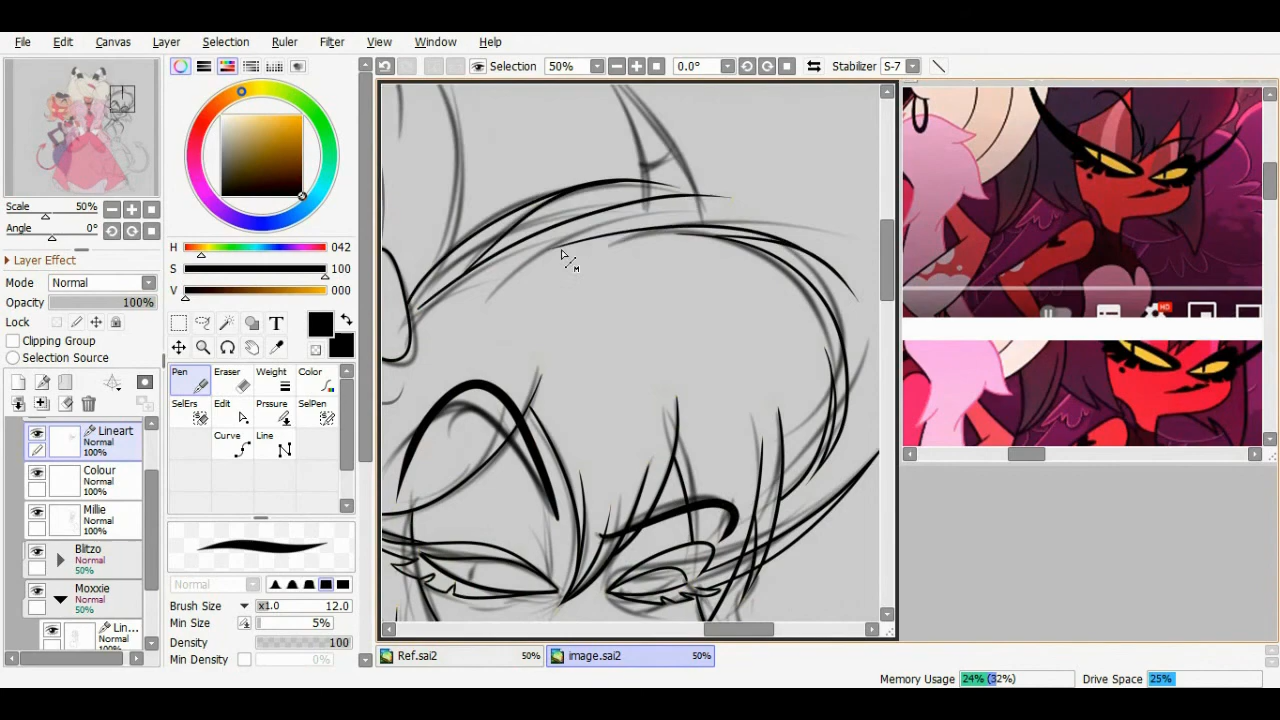 File Edit Canvas Layer Selection Ruler Filter View Window Help
Selection 50% 0.0° Stabilizer S-7
Scale
Angle 0°
H 042
S 100
V 000
Layer Effect
Mode Normal
Opacity 100%
Lock
Clipping Group
Selection Source
T
Pen Eraser Weight Color
SelErs Edit Prssure SelPen
Curve Line
Lineart
Normal
100%
Colour
Normal
100%
Millie
Normal
100%
Blitzo
Normal
50%
Moxxie
Normal
50%
Lin...
Normal
Normal
Brush Size x1.0 12.0
Min Size 5%
Density 100
Min Density 0%
M
HD
Ref.sai2 50% image.sai2 50%
Memory Usage 24% (32%) Drive Space 25%